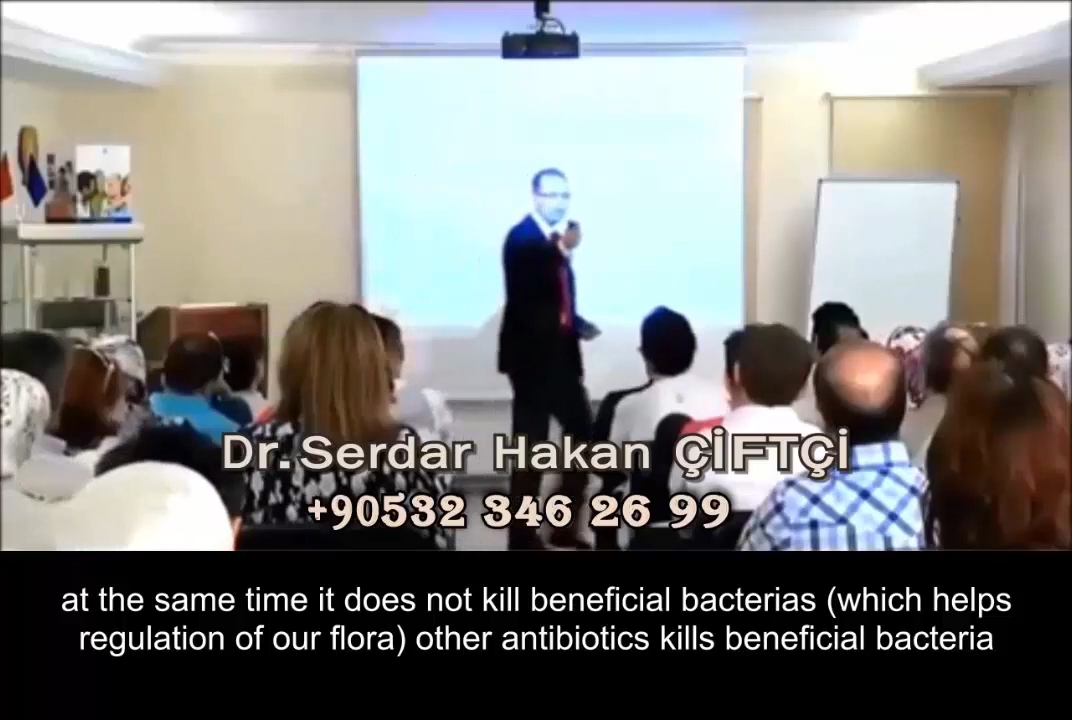 Dr. Serdar Hakan ÇİFTÇİ
+90532 346 26 99
at the same time it does not kill beneficial bacterias (which helps
regulation of our flora) other antibiotics kills beneficial bacteria